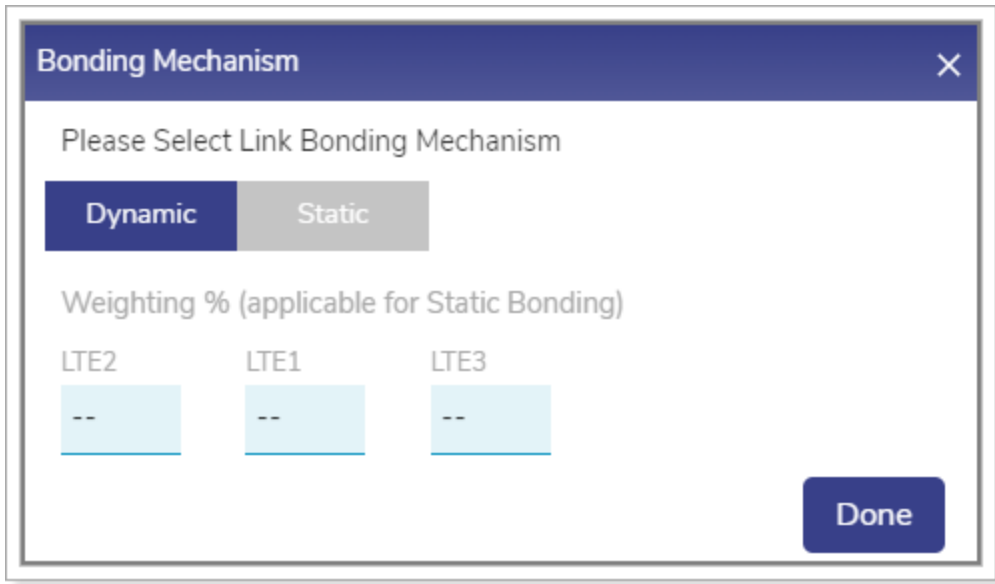 Bonding Mechanism ×
Please Select Link Bonding Mechanism
Dynamic Static
Weighting % (applicable for Static Bonding)
LTE2 LTE1 LTE3
-- -- --
Done